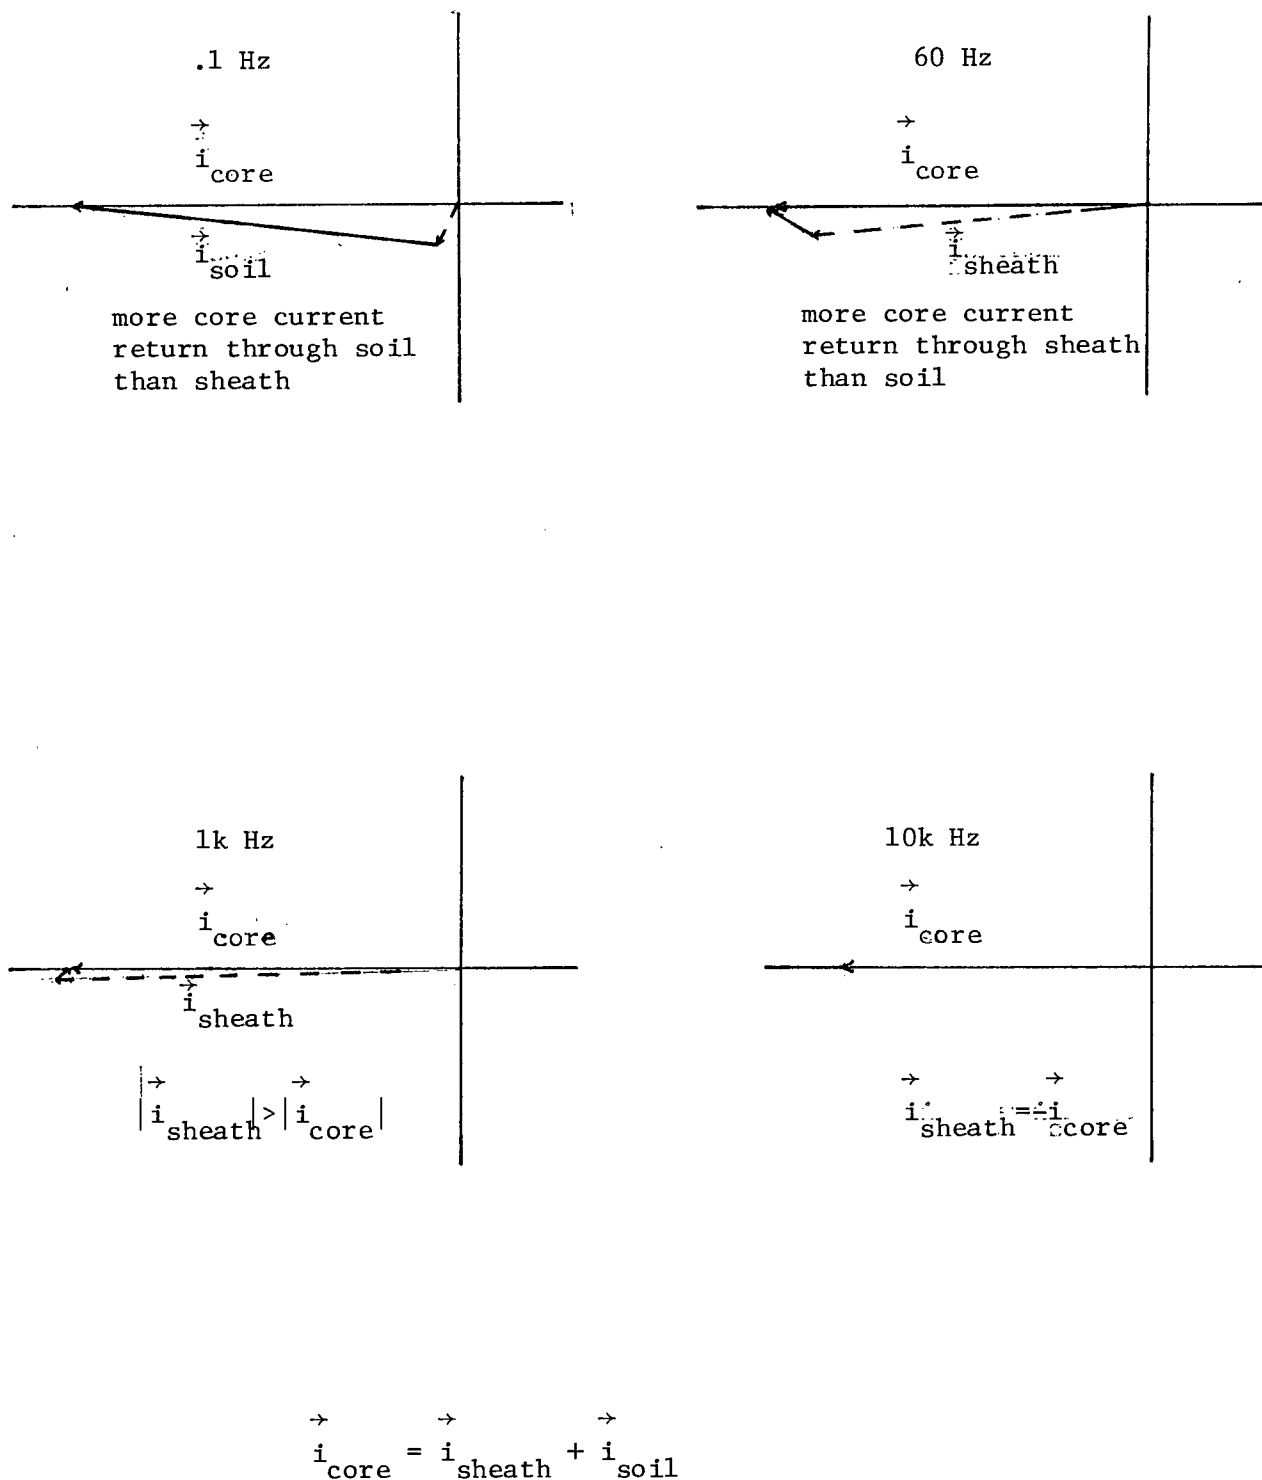 .1 Hz
→
i core
→
i soil
more core current
return through soil
than sheath
60 Hz
→
i core
→
i sheath
more core current
return through sheath
than soil
1k Hz
→
i core
→
i sheath
→ →
|i sheath|>|i core|
10k Hz
→
i core
→ →
i sheath =-i core
→ → →
i core = i sheath + i soil